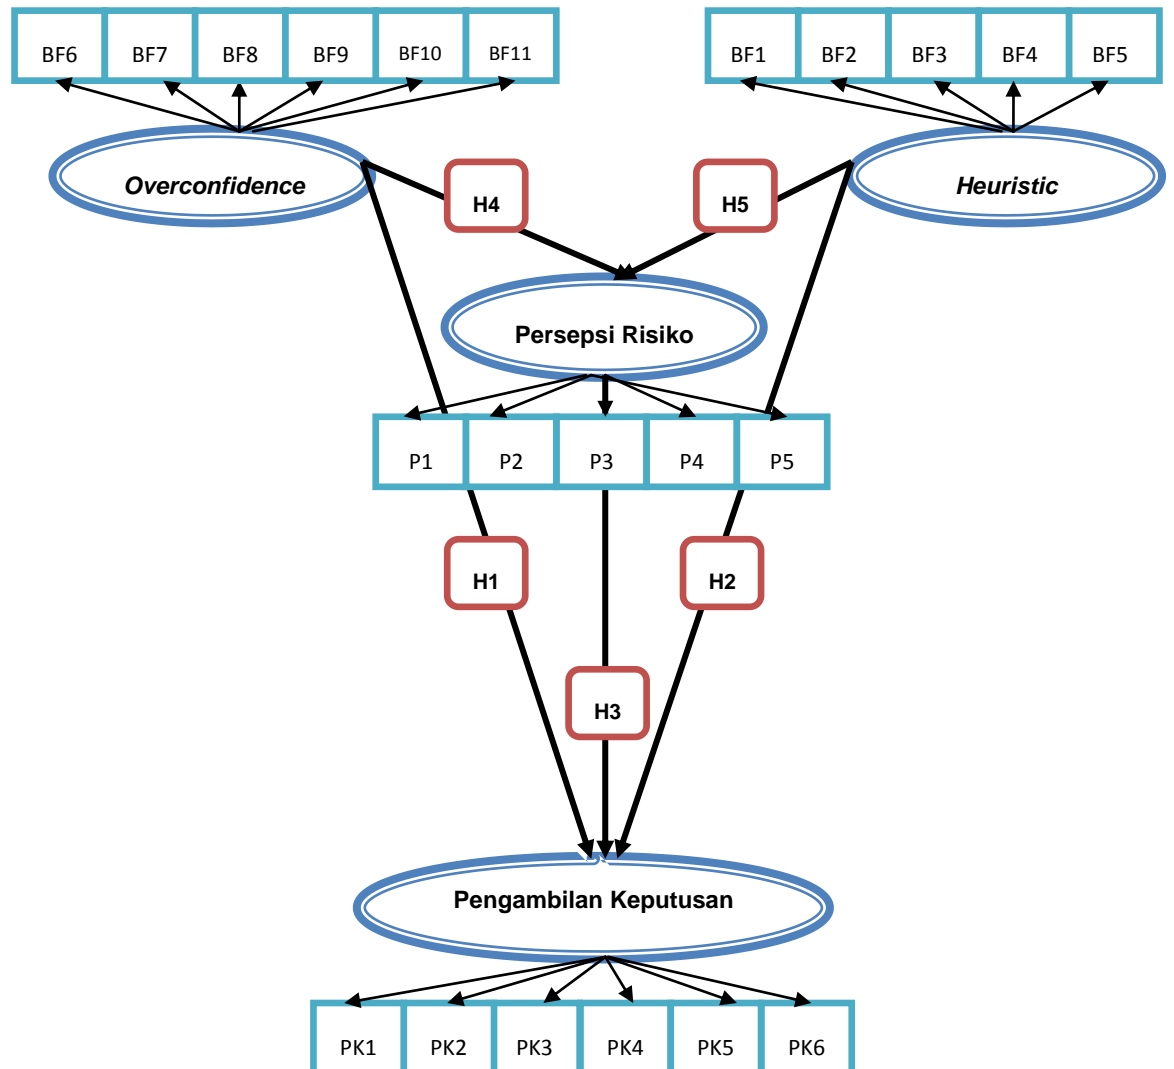 BF6 BF7 BF8 BF9 BF10 BF11
BF1 BF2 BF3 BF4 BF5
Overconfidence
Heuristic
H4
H5
Persepsi Risiko
P1 P2 P3 P4 P5
H1
H2
H3
Pengambilan Keputusan
PK1 PK2 PK3 PK4 PK5 PK6